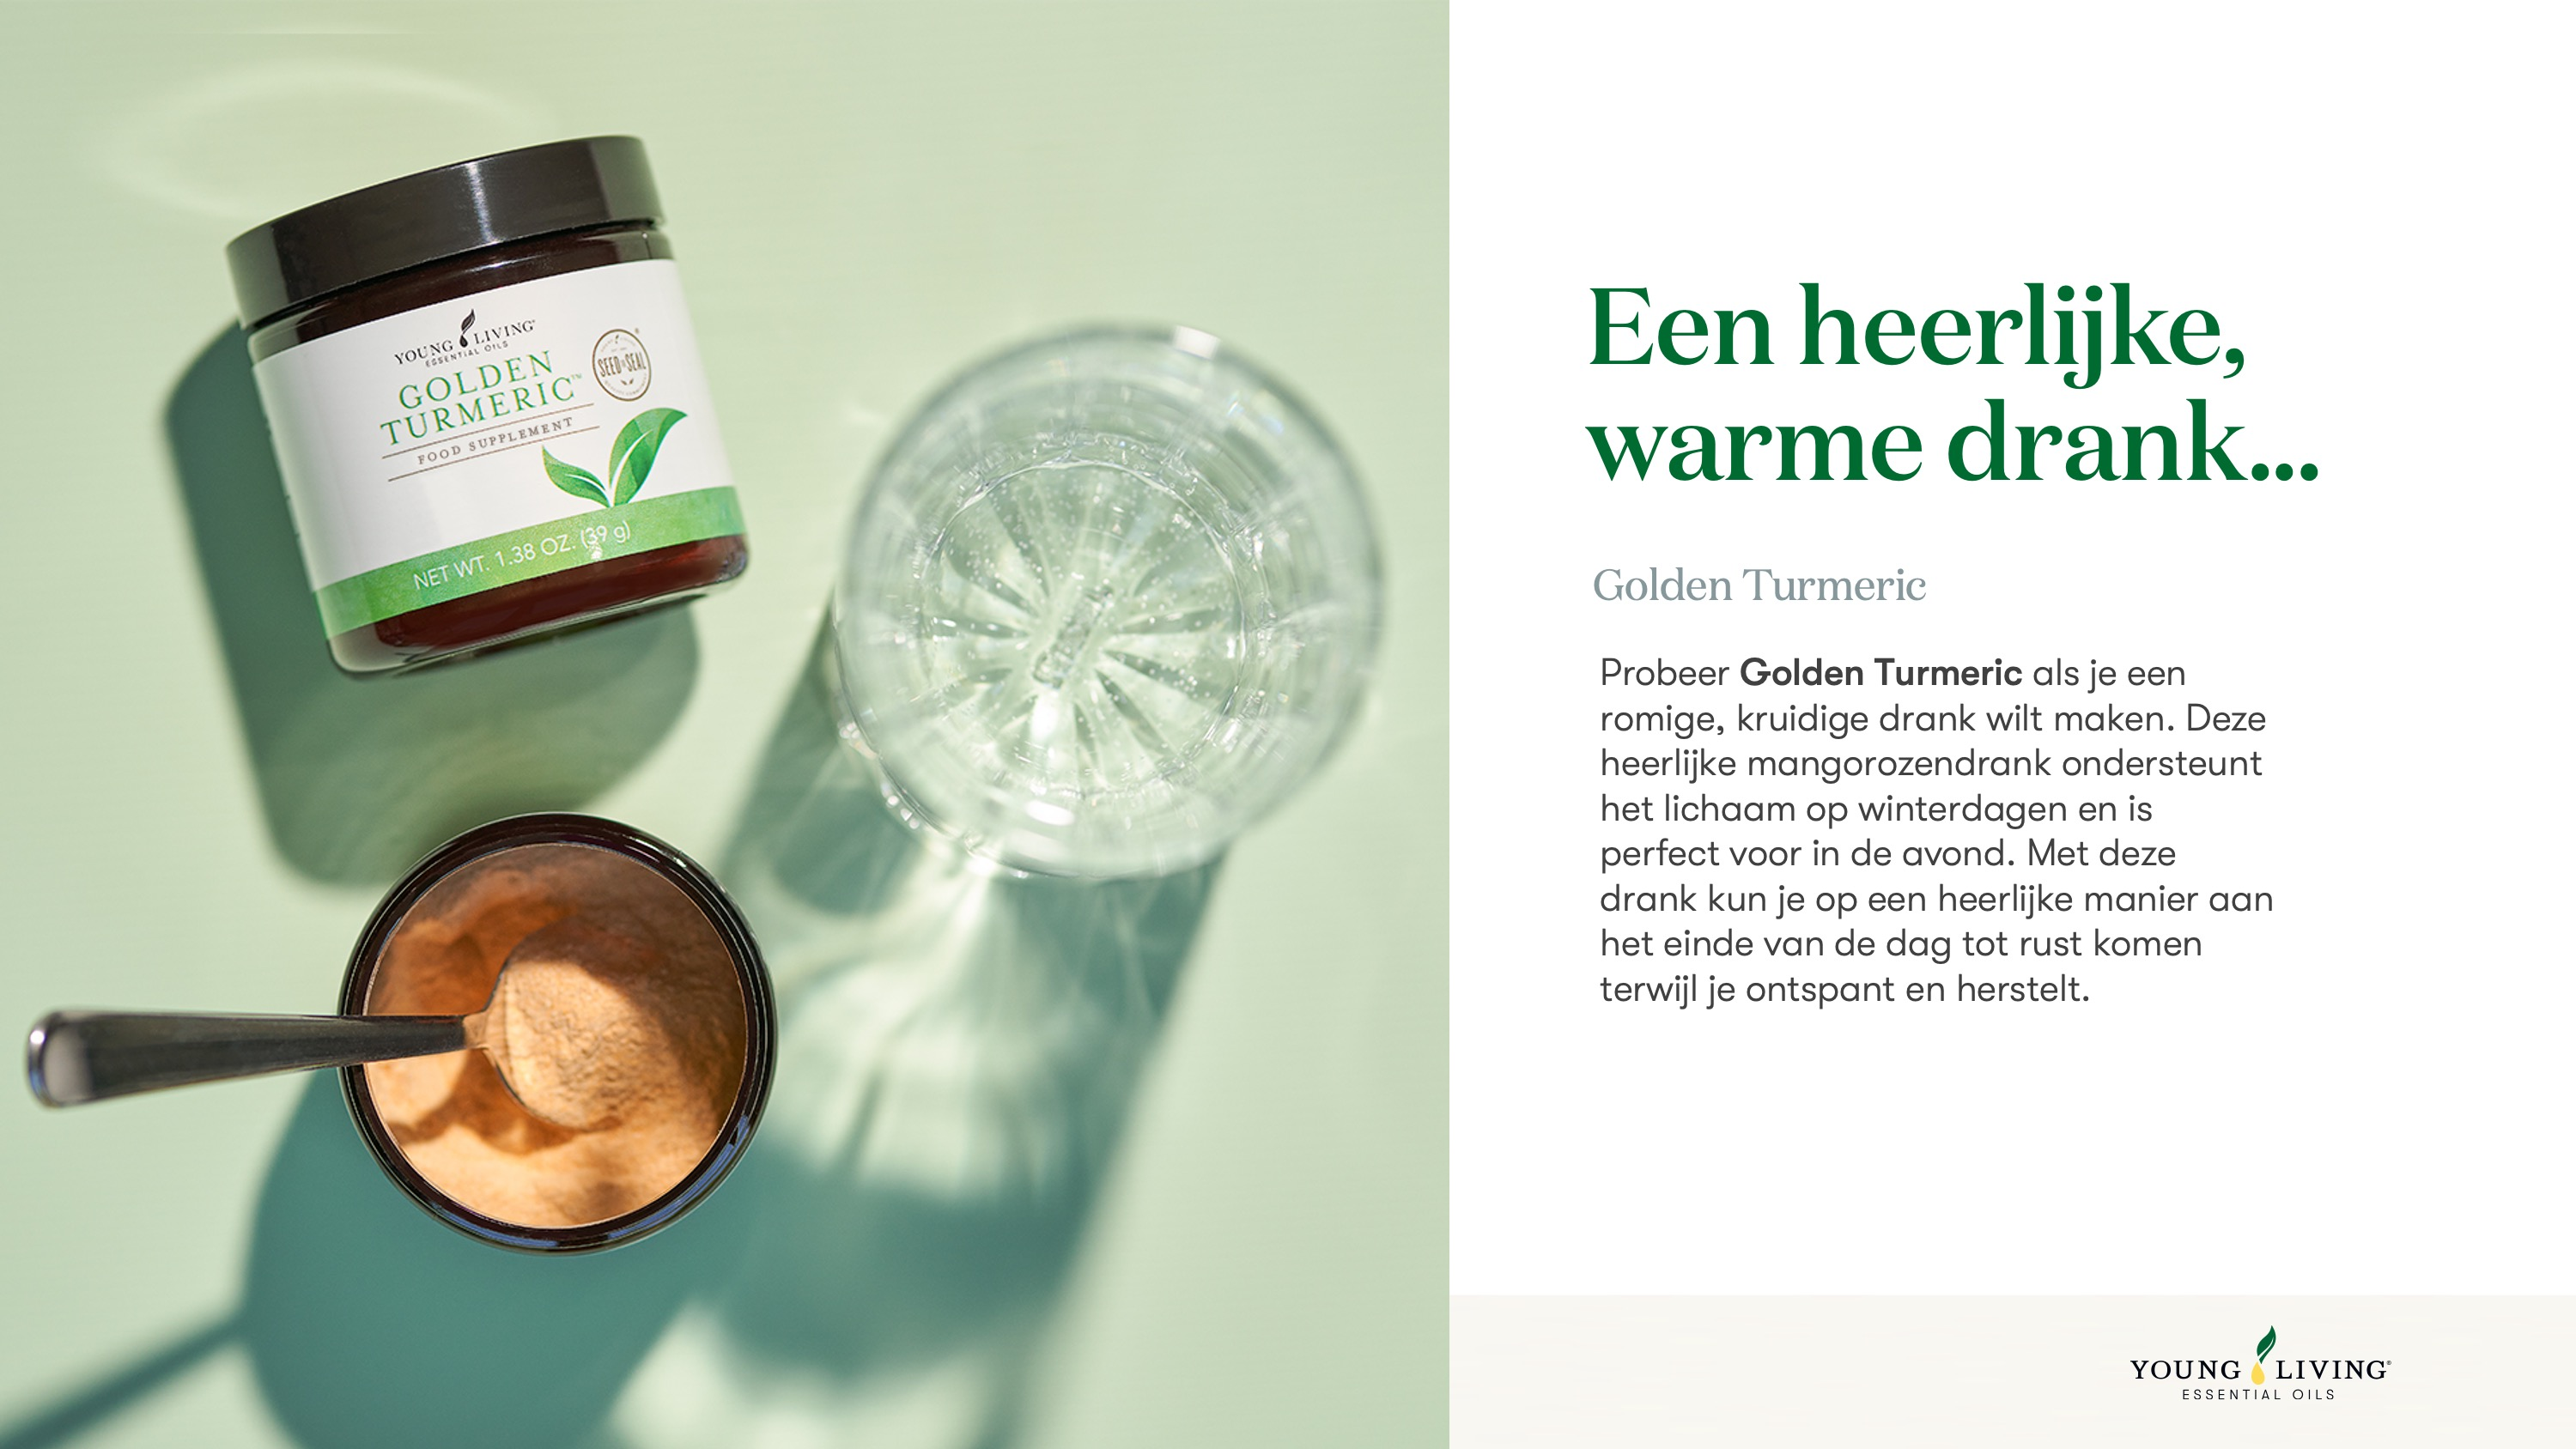 YOUNG LIVING
ESSENTIAL OILS
GOLDEN
TURMERIC™
FOOD SUPPLEMENT
SEED TO SEAL
NET WT. 1.38 OZ. (39 g)
Een heerlijke,
warme drank...
Golden Turmeric
Probeer Golden Turmeric als je een
romige, kruidige drank wilt maken. Deze
heerlijke mangorozendrank ondersteunt
het lichaam op winterdagen en is
perfect voor in de avond. Met deze
drank kun je op een heerlijke manier aan
het einde van de dag tot rust komen
terwijl je ontspant en herstelt.
YOUNG LIVING®
ESSENTIAL OILS